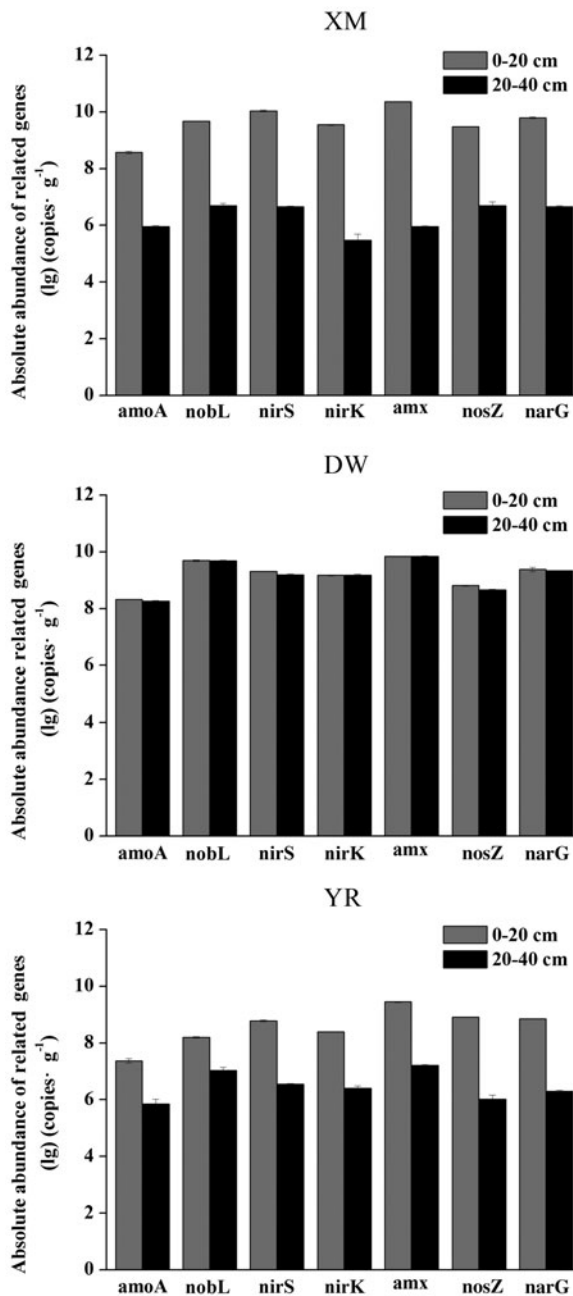 XM
Absolute abundance of related genes
(lg) (copies· g⁻¹)
12
10
8
6
4
2
0
0-20 cm
20-40 cm
amoA nobL nirS nirK amx nosZ narG
DW
Absolute abundance related genes
(lg) (copies· g⁻¹)
12
10
8
6
4
2
0
0-20 cm
20-40 cm
amoA nobL nirS nirK amx nosZ narG
YR
Absolute abundance of related genes
(lg) (copies· g⁻¹)
12
10
8
6
4
2
0
0-20 cm
20-40 cm
amoA nobL nirS nirK amx nosZ narG